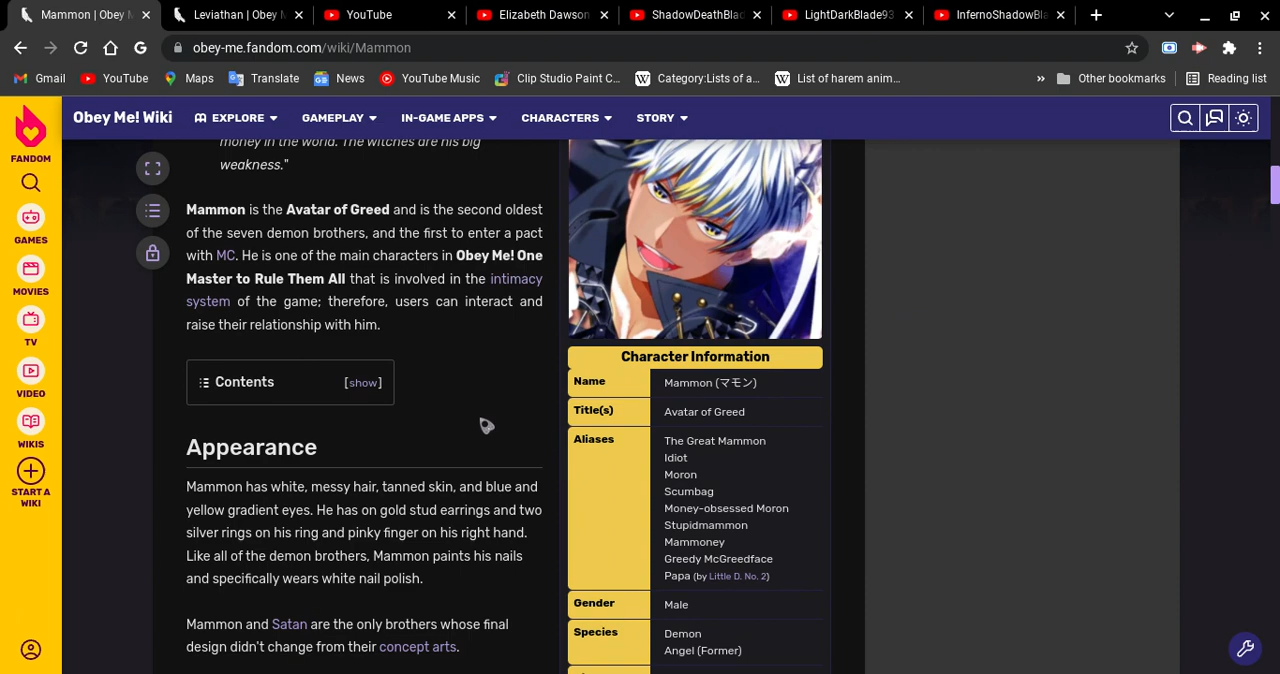 Mammon | Obey M
Leviathan | Obey M
YouTube
Elizabeth Dawson
ShadowDeathBlad
LightDarkBlade93
InfernoShadowBla
obey-me.fandom.com/wiki/Mammon
Gmail
YouTube
Maps
Translate
News
YouTube Music
Clip Studio Paint C...
Category:Lists of a...
List of harem anim...
»
Other bookmarks
Reading list
Obey Me! Wiki
EXPLORE
GAMEPLAY
IN-GAME APPS
CHARACTERS
STORY
FANDOM
GAMES
MOVIES
TV
VIDEO
WIKIS
START A
WIKI
money in the world. The witches are his big
weakness."
Mammon is the Avatar of Greed and is the second oldest
of the seven demon brothers, and the first to enter a pact
with MC. He is one of the main characters in Obey Me! One
Master to Rule Them All that is involved in the intimacy
system of the game; therefore, users can interact and
raise their relationship with him.
Contents [show]
Appearance
Mammon has white, messy hair, tanned skin, and blue and
yellow gradient eyes. He has on gold stud earrings and two
silver rings on his ring and pinky finger on his right hand.
Like all of the demon brothers, Mammon paints his nails
and specifically wears white nail polish.
Mammon and Satan are the only brothers whose final
design didn't change from their concept arts.
Character Information
Name Mammon (マモン)
Title(s) Avatar of Greed
Aliases The Great Mammon
Idiot
Moron
Scumbag
Money-obsessed Moron
Stupidmammon
Mammoney
Greedy McGreedface
Papa (by Little D. No. 2)
Gender Male
Species Demon
Angel (Former)